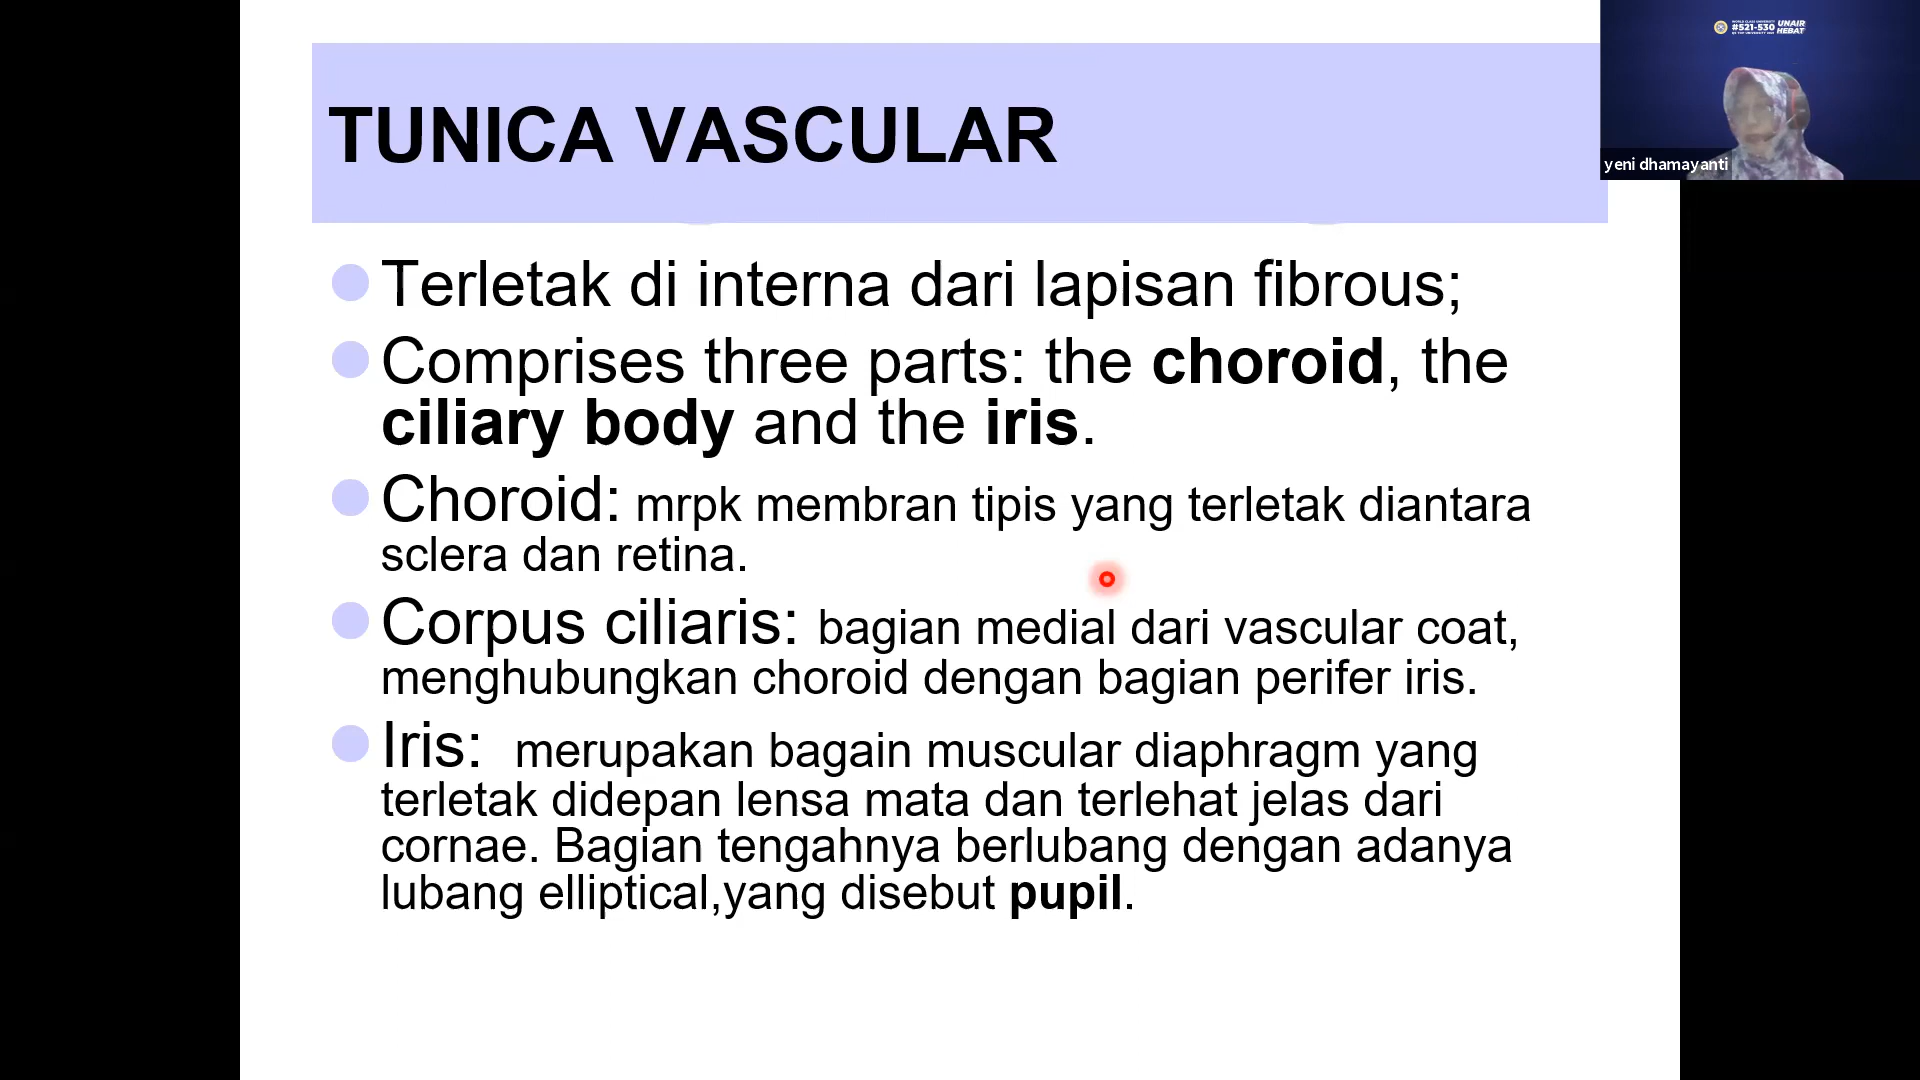 TUNICA VASCULAR
Terletak di interna dari lapisan fibrous;
Comprises three parts: the choroid, the
ciliary body and the iris.
Choroid: mrpk membran tipis yang terletak diantara
sclera dan retina.
Corpus ciliaris: bagian medial dari vascular coat,
menghubungkan choroid dengan bagian perifer iris.
Iris: merupakan bagain muscular diaphragm yang
terletak didepan lensa mata dan terlehat jelas dari
cornae. Bagian tengahnya berlubang dengan adanya
lubang elliptical,yang disebut pupil.
#521-530
UNAIR
HEBAT
yeni dhamayanti